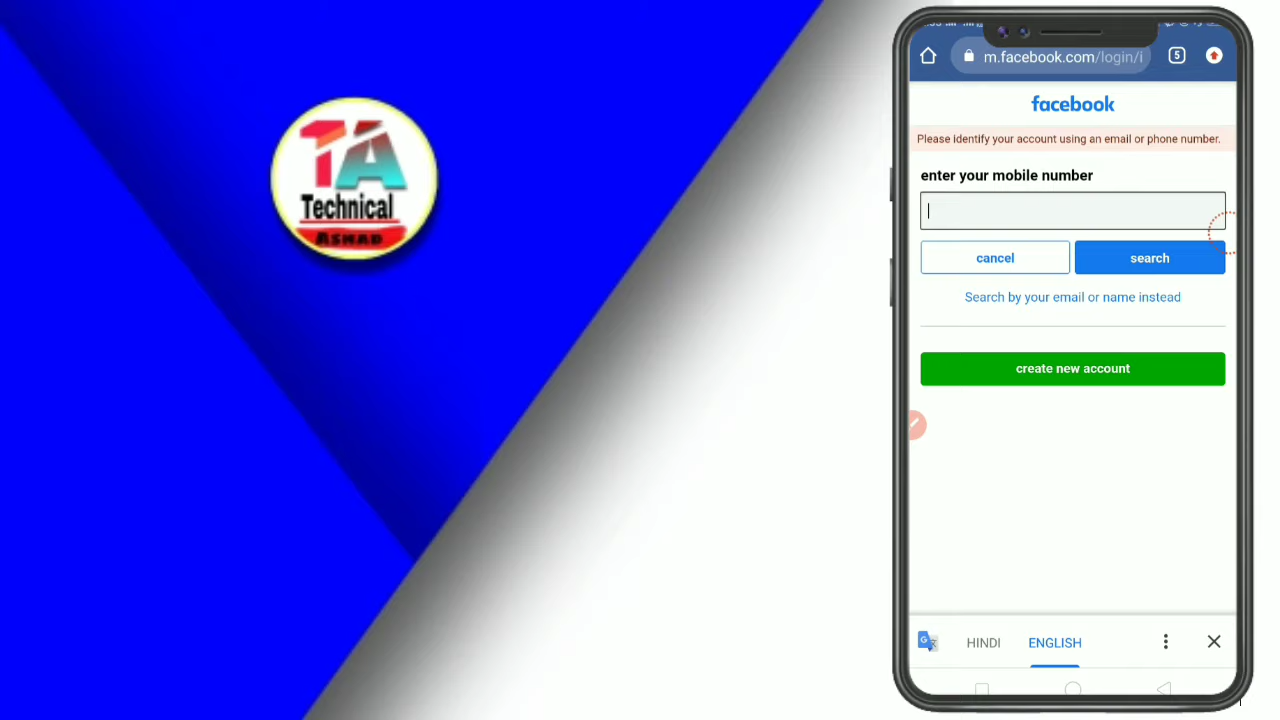 TA
Technical
ASHAD
m.facebook.com/login/i
5
facebook
Please identify your account using an email or phone number.
enter your mobile number
cancel
search
Search by your email or name instead
create new account
HINDI
ENGLISH